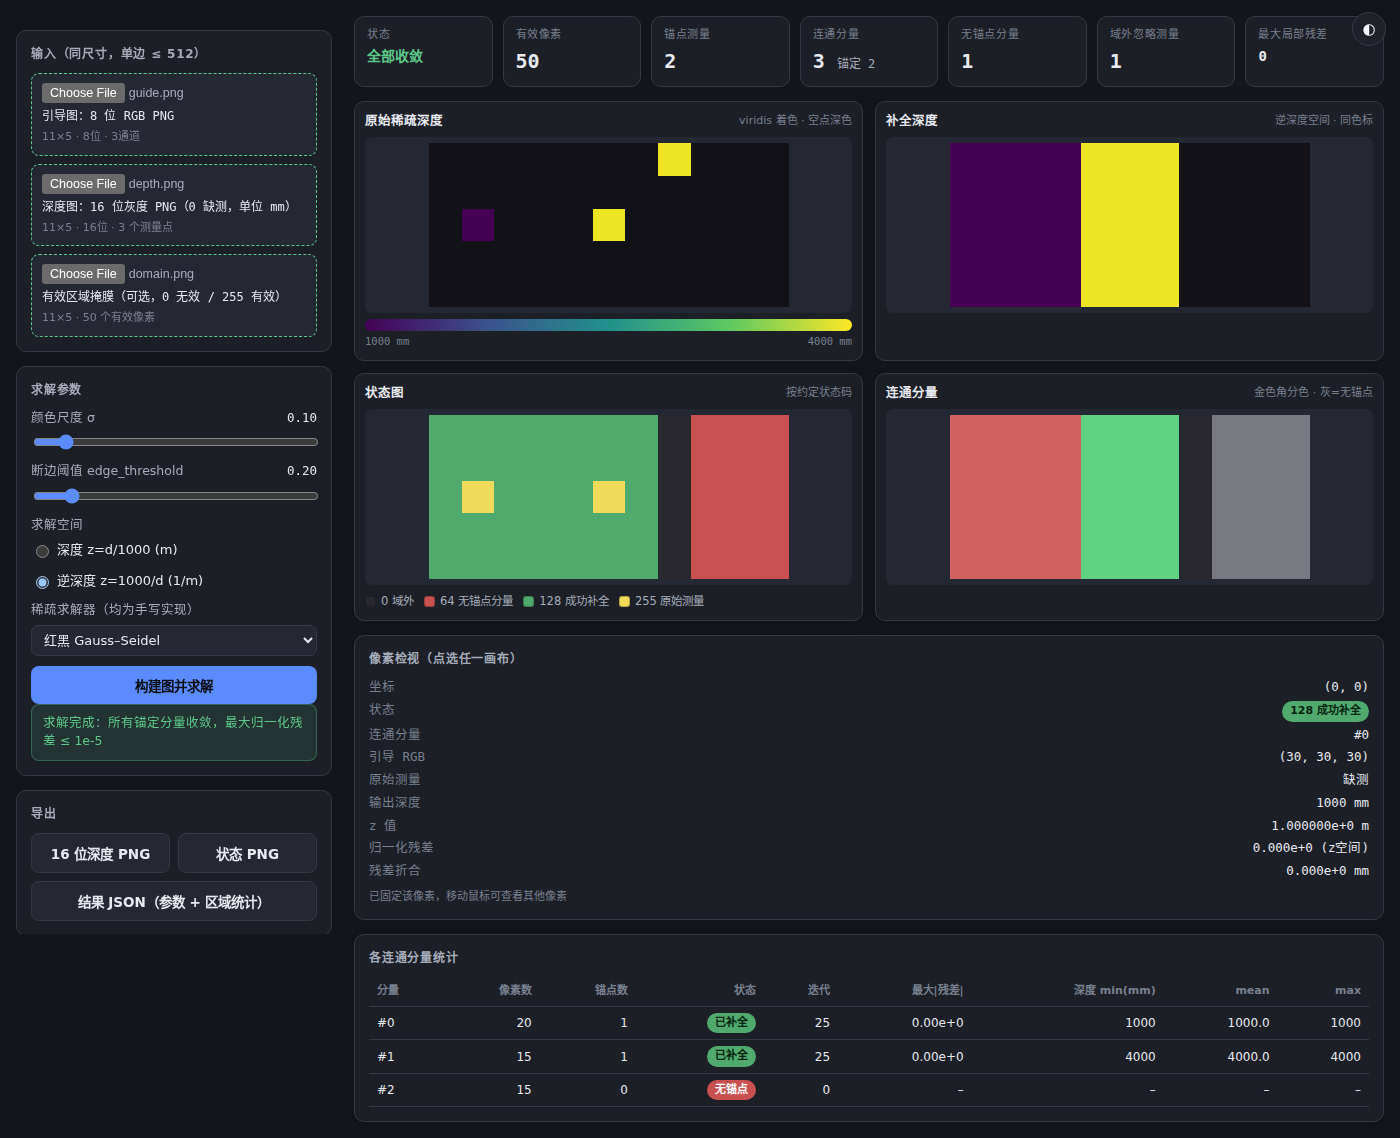 输入（同尺寸，单边 ≤ 512）
Choose File guide.png
引导图：8 位 RGB PNG
11×5 · 8位 · 3通道
Choose File depth.png
深度图：16 位灰度 PNG（0 缺测，单位 mm）
11×5 · 16位 · 3 个测量点
Choose File domain.png
有效区域掩膜（可选，0 无效 / 255 有效）
11×5 · 50 个有效像素
求解参数
颜色尺度 σ 0.10
断边阈值 edge_threshold 0.20
求解空间
深度 z=d/1000 (m)
逆深度 z=1000/d (1/m)
稀疏求解器（均为手写实现）
红黑 Gauss–Seidel
构建图并求解
求解完成：所有锚定分量收敛，最大归一化残
差 ≤ 1e-5
导出
16 位深度 PNG 状态 PNG
结果 JSON（参数 + 区域统计）
状态
全部收敛
有效像素
50
锚点测量
2
连通分量
3 锚定 2
无锚点分量
1
域外忽略测量
1
最大局部残差
0
原始稀疏深度 viridis 着色 · 空点深色
1000 mm 4000 mm
补全深度 逆深度空间 · 同色标
状态图 按约定状态码
0 域外 64 无锚点分量 128 成功补全 255 原始测量
连通分量 金色角分色 · 灰=无锚点
像素检视（点选任一画布）
坐标 (0, 0)
状态 128 成功补全
连通分量 #0
引导 RGB (30, 30, 30)
原始测量 缺测
输出深度 1000 mm
z 值 1.000000e+0 m
归一化残差 0.000e+0 (z空间)
残差折合 0.000e+0 mm
已固定该像素，移动鼠标可查看其他像素
各连通分量统计
分量 像素数 锚点数 状态 迭代 最大|残差| 深度 min(mm) mean max
#0 20 1 已补全 25 0.00e+0 1000 1000.0 1000
#1 15 1 已补全 25 0.00e+0 4000 4000.0 4000
#2 15 0 无锚点 0 – – – –